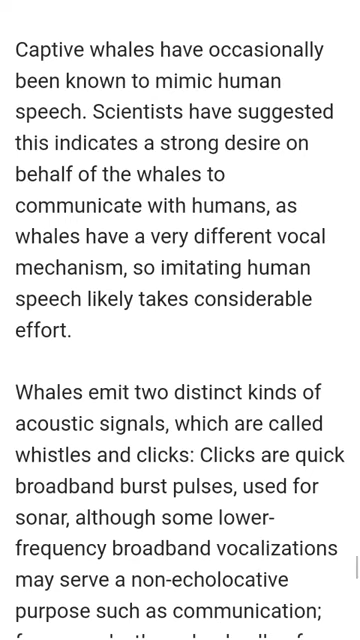 Captive whales have occasionally
been known to mimic human
speech. Scientists have suggested
this indicates a strong desire on
behalf of the whales to
communicate with humans, as
whales have a very different vocal
mechanism, so imitating human
speech likely takes considerable
effort.
Whales emit two distinct kinds of
acoustic signals, which are called
whistles and clicks: Clicks are quick
broadband burst pulses, used for
sonar, although some lower-
frequency broadband vocalizations
may serve a non-echolocative
purpose such as communication;